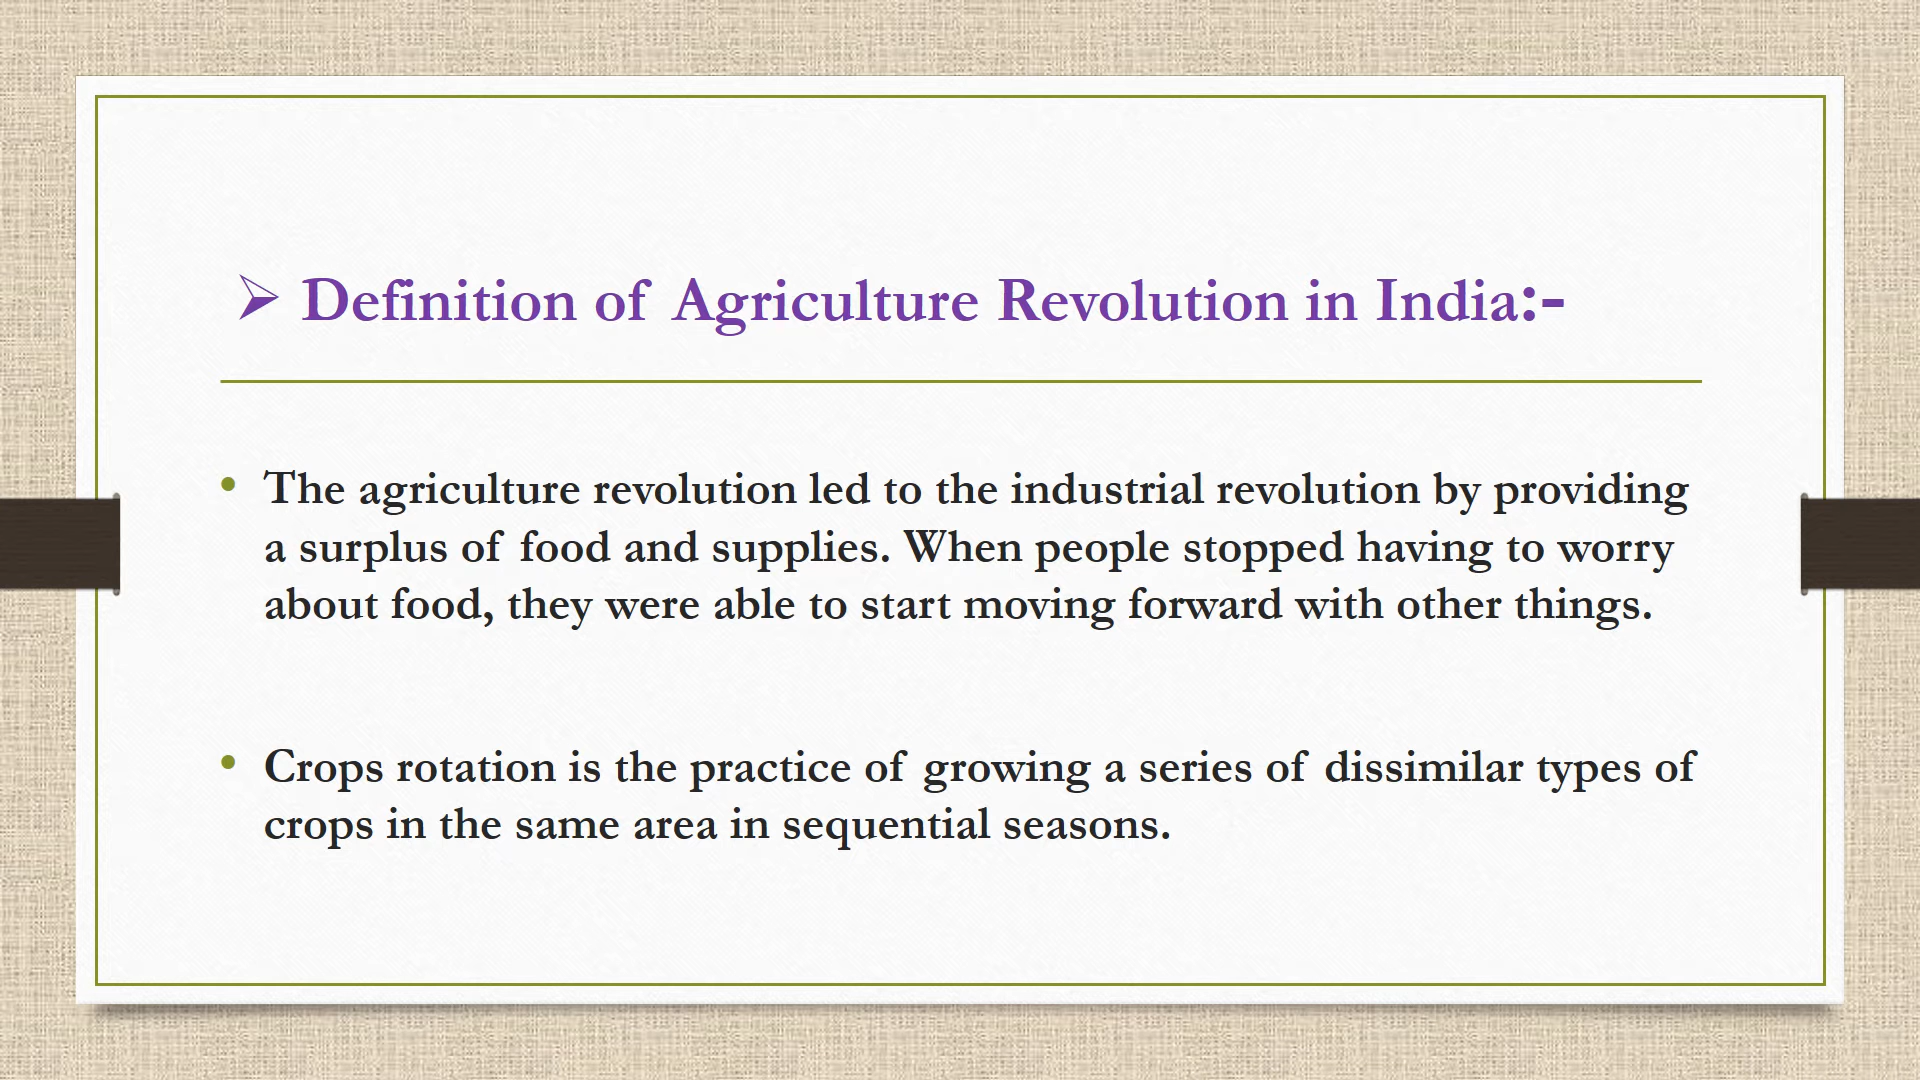 ➢ Definition of Agriculture Revolution in India:-
• The agriculture revolution led to the industrial revolution by providing
a surplus of food and supplies. When people stopped having to worry
about food, they were able to start moving forward with other things.
• Crops rotation is the practice of growing a series of dissimilar types of
crops in the same area in sequential seasons.